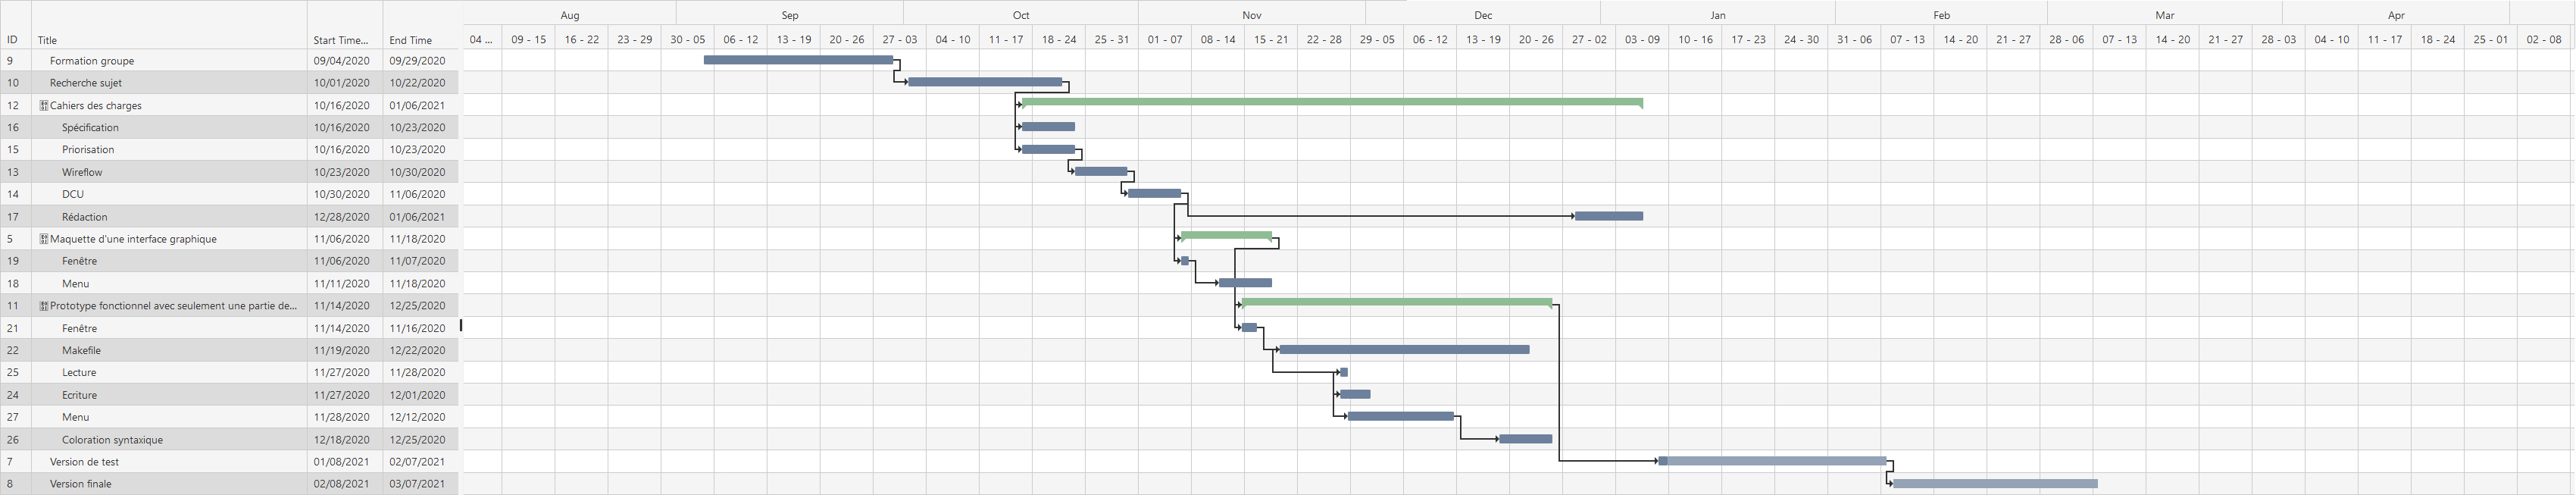 Aug Sep Oct Nov Dec Jan Feb Mar Apr
ID Title Start Time... End Time 04 ... 09 - 15 16 - 22 23 - 29 30 - 05 06 - 12 13 - 19 20 - 26 27 - 03 04 - 10 11 - 17 18 - 24 25 - 31 01 - 07 08 - 14 15 - 21 22 - 28 29 - 05 06 - 12 13 - 19 20 - 26 27 - 02 03 - 09 10 - 16 17 - 23 24 - 30 31 - 06 07 - 13 14 - 20 21 - 27 28 - 06 07 - 13 14 - 20 21 - 27 28 - 03 04 - 10 11 - 17 18 - 24 25 - 01 02 - 08
9 Formation groupe 09/04/2020 09/29/2020
10 Recherche sujet 10/01/2020 10/22/2020
12 Cahiers des charges 10/16/2020 01/06/2021
16 Spécification 10/16/2020 10/23/2020
15 Priorisation 10/16/2020 10/23/2020
13 Wireflow 10/23/2020 10/30/2020
14 DCU 10/30/2020 11/06/2020
17 Rédaction 12/28/2020 01/06/2021
5 Maquette d'une interface graphique 11/06/2020 11/18/2020
19 Fenêtre 11/06/2020 11/07/2020
18 Menu 11/11/2020 11/18/2020
11 Prototype fonctionnel avec seulement une partie de... 11/14/2020 12/25/2020
21 Fenêtre 11/14/2020 11/16/2020
22 Makefile 11/19/2020 12/22/2020
25 Lecture 11/27/2020 11/28/2020
24 Ecriture 11/27/2020 12/01/2020
27 Menu 11/28/2020 12/12/2020
26 Coloration syntaxique 12/18/2020 12/25/2020
7 Version de test 01/08/2021 02/07/2021
8 Version finale 02/08/2021 03/07/2021